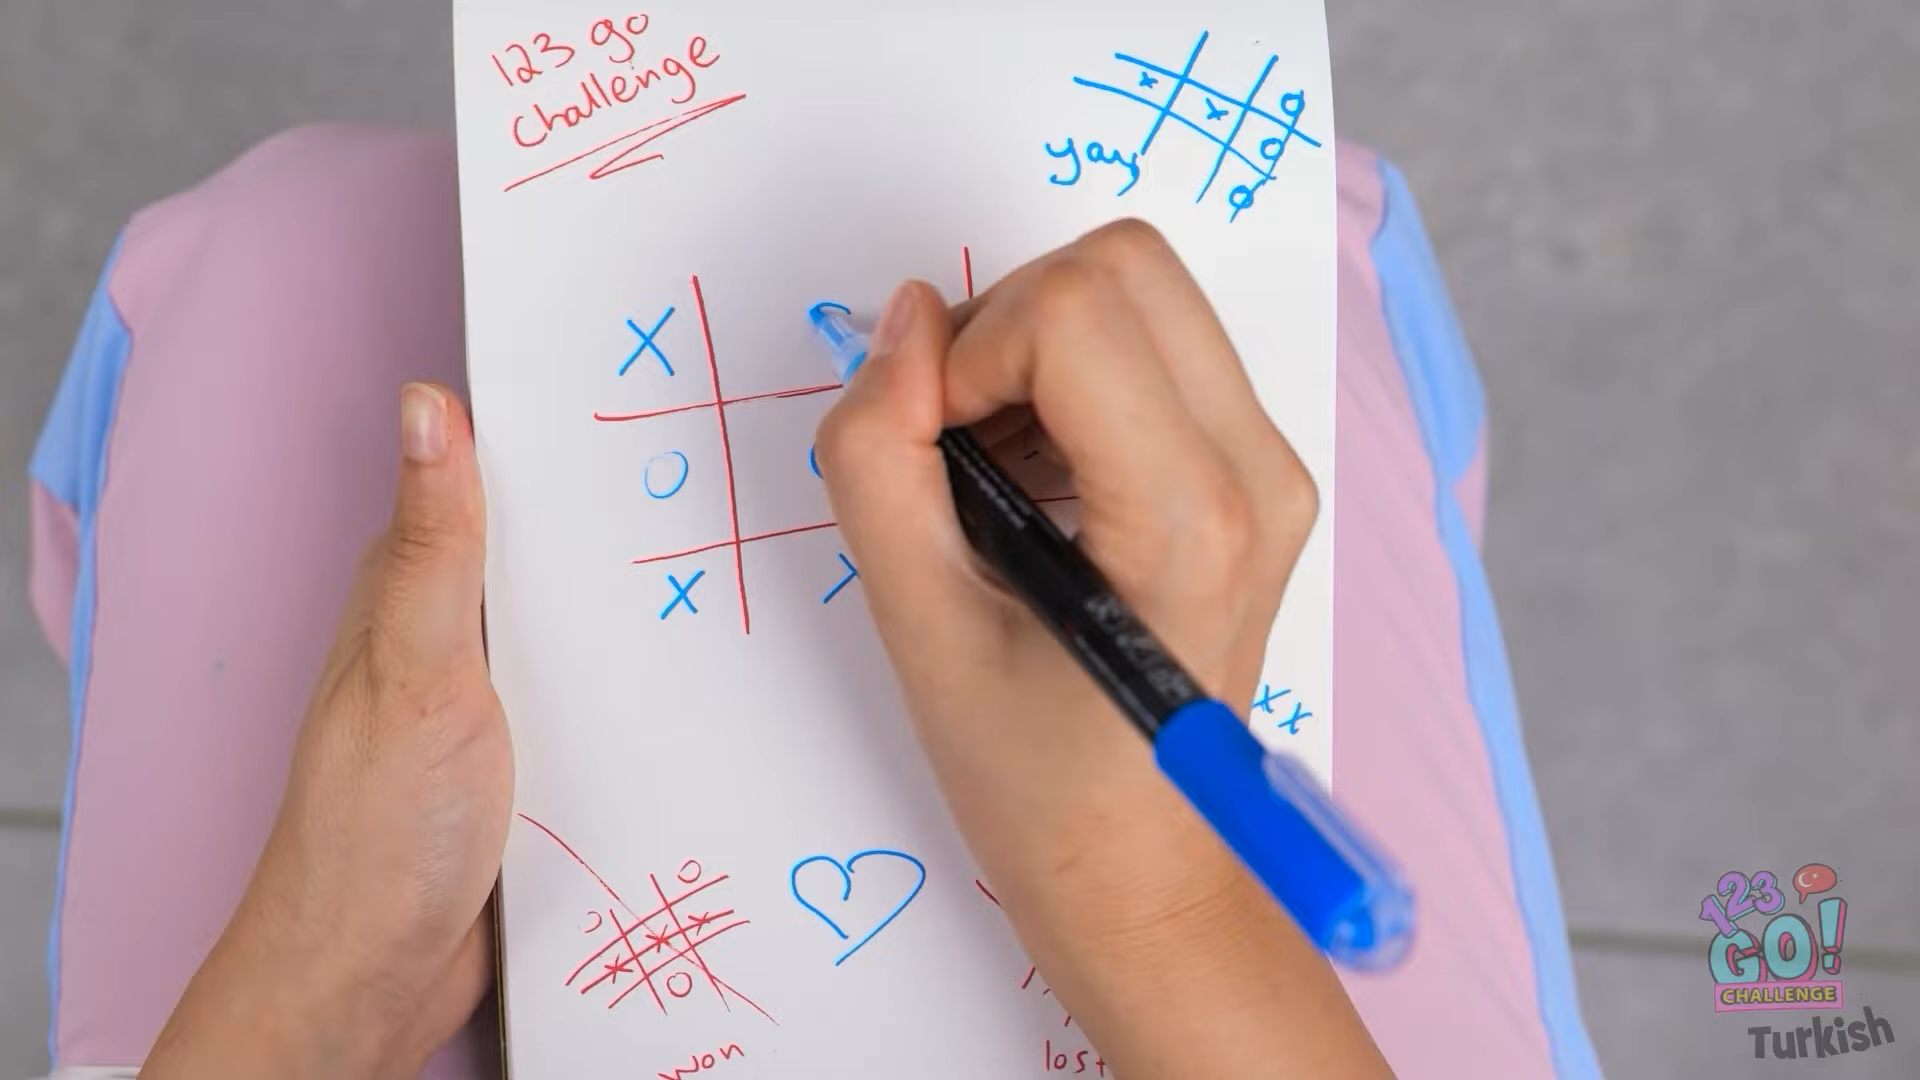 123 go
challenge
yay
X
O
X
x x
won
lost
123
GO!
CHALLENGE
Turkish